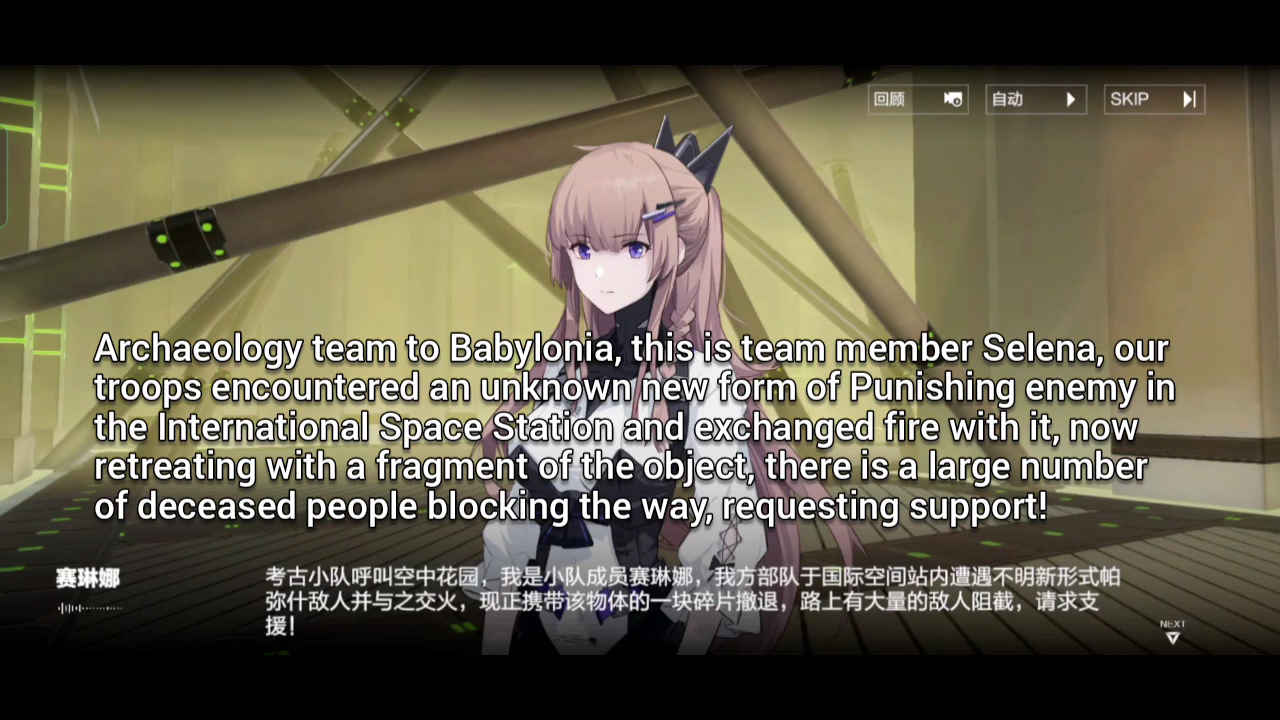 回顾
自动
SKIP
Archaeology team to Babylonia, this is team member Selena, our
troops encountered an unknown new form of Punishing enemy in
the International Space Station and exchanged fire with it, now
retreating with a fragment of the object, there is a large number
of deceased people blocking the way, requesting support!
赛琳娜
考古小队呼叫空中花园，我是小队成员赛琳娜，我方部队于国际空间站内遭遇不明新形式帕
弥什敌人并与之交火，现正携带该物体的一块碎片撤退，路上有大量的敌人阻截，请求支
援！
NEXT